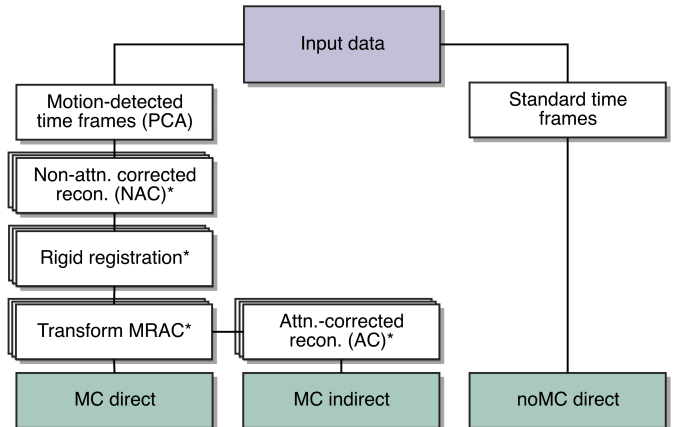 Input data
Motion-detected
time frames (PCA)
Standard time
frames
Non-attn. corrected
recon. (NAC)*
Rigid registration*
Transform MRAC*
Attn.-corrected
recon. (AC)*
MC direct
MC indirect
noMC direct